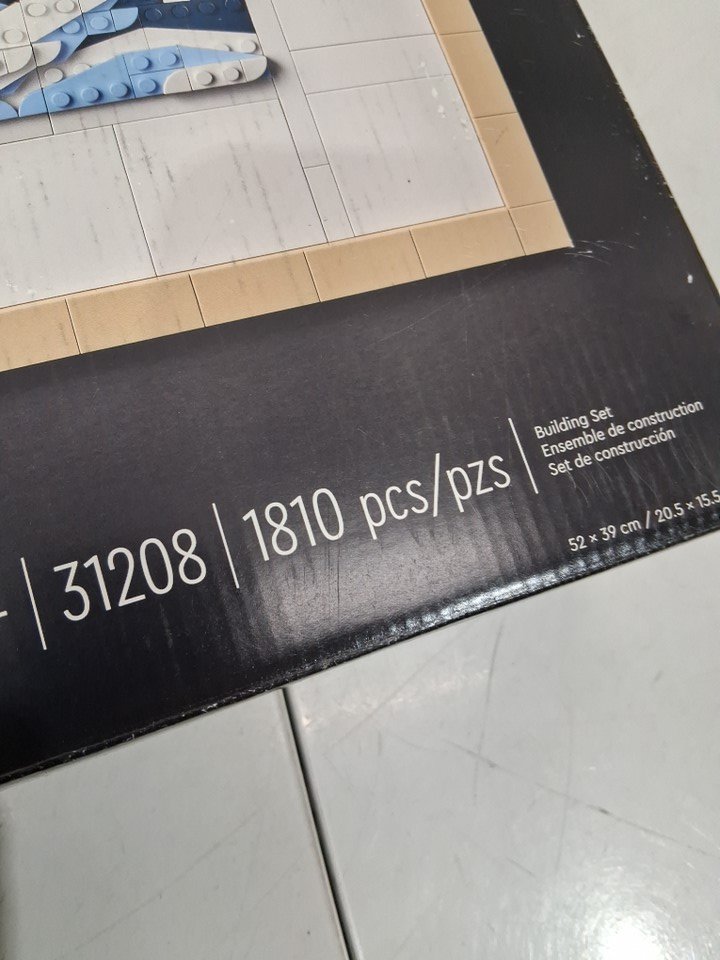 31208 | 1810 pcs/pzs
Building Set
Ensemble de construction
Set de construcción
52 × 39 cm / 20.5 × 15.5